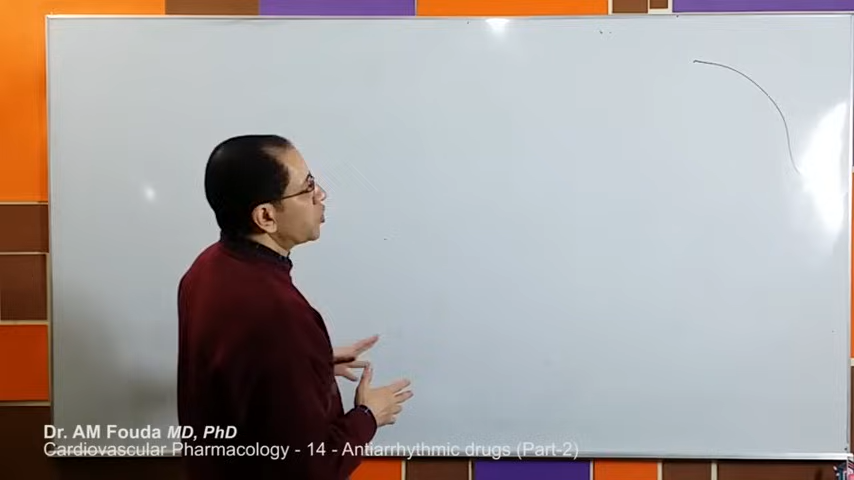 Dr. AM Fouda MD, PhD
Cardiovascular Pharmacology - 14 - Antiarrhythmic drugs (Part-2)